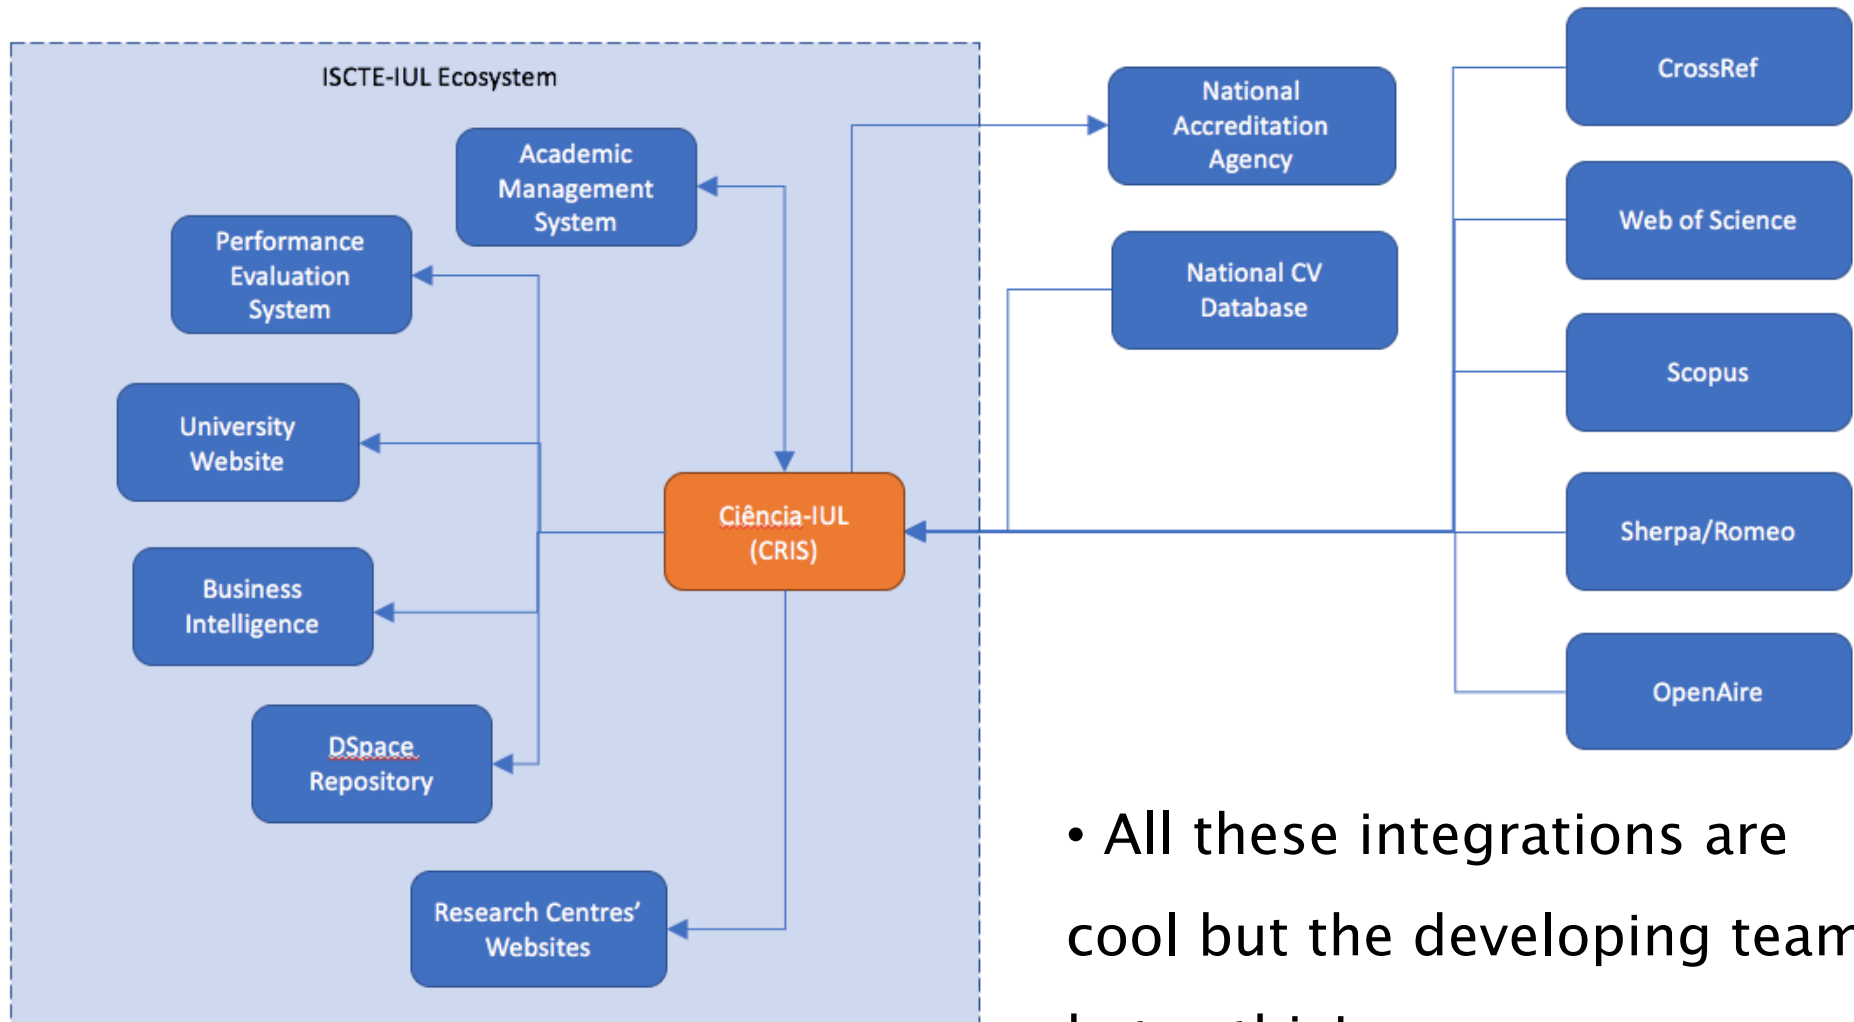 ISCTE-IUL Ecosystem
Academic
Management
System
Performance
Evaluation
System
University
Website
Business
Intelligence
DSpace
Repository
Research Centres’
Websites
Ciência-IUL
(CRIS)
National
Accreditation
Agency
National CV
Database
CrossRef
Web of Science
Scopus
Sherpa/Romeo
OpenAire
• All these integrations are
cool but the developing team